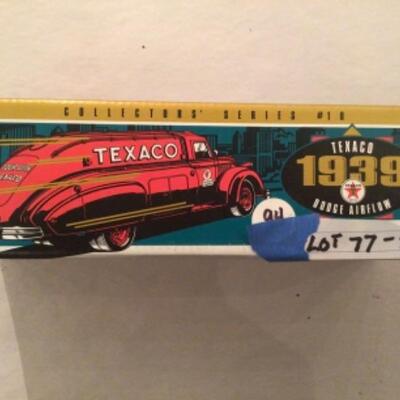 COLLECTORS' SERIES #10
TEXACO
TEXACO
1939
DODGE AIRFLOW
94
LOT 77-